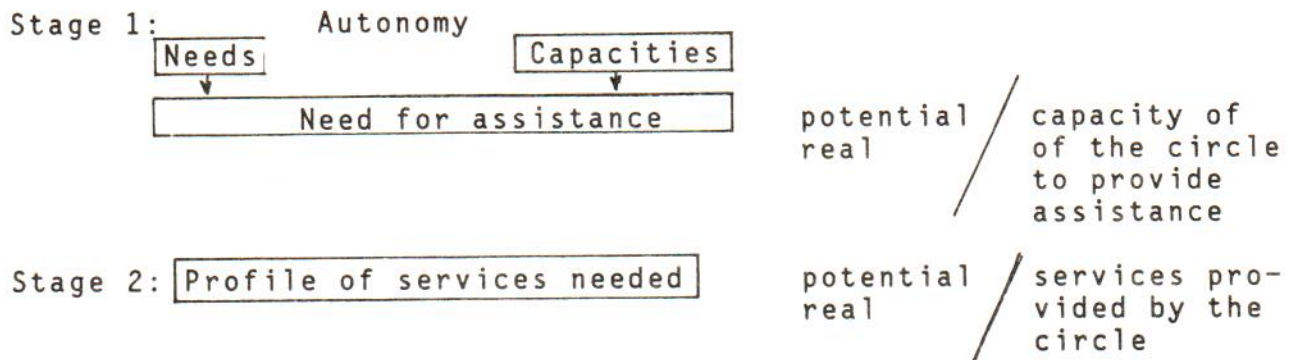 Stage 1: Autonomy
Needs Capacities
Need for assistance
potential
real
capacity of
of the circle
to provide
assistance
Stage 2: Profile of services needed
potential
real
services pro-
vided by the
circle